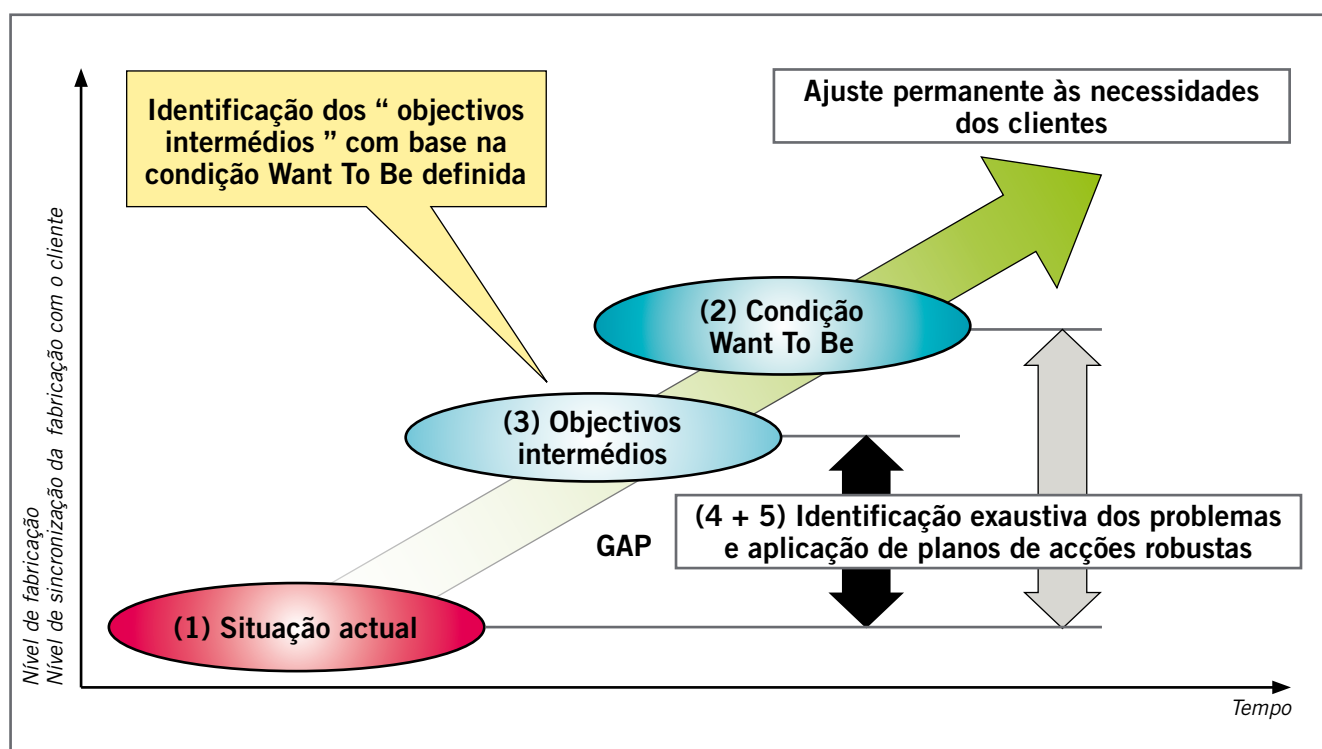 Identificação dos “ objectivos
intermédios ” com base na
condição Want To Be definida
Ajuste permanente às necessidades
dos clientes
(2) Condição
Want To Be
(3) Objectivos
intermédios
(4 + 5) Identificação exaustiva dos problemas
e aplicação de planos de acções robustas
GAP
(1) Situação actual
Nível de fabricação
Nível de sincronização da fabricação com o cliente
Tempo